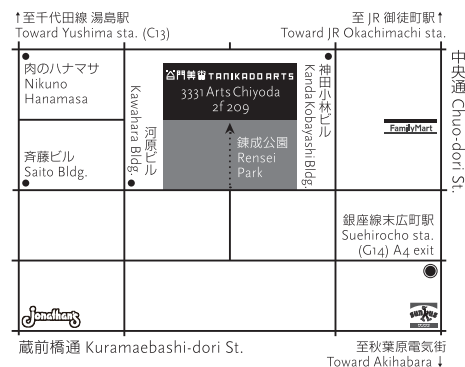 ↑至千代田線 湯島駅
Toward Yushima sta. (C13)
至 JR 御徒町駅↑
Toward JR Okachimachi sta.
肉のハナマサ
Nikuno
Hanamasa
谷門美術 TANIKADO ARTS
3331 Arts Chiyoda
2f 209
神田小林ビル
Kanda Kobayashi Bldg.
中央通 Chuo-dori St.
河原ビル
Kawahara Bldg.
FamilyMart
錬成公園
Rensei
Park
斉藤ビル
Saito Bldg.
銀座線末広町駅
Suehirocho sta.
(G14) A4 exit
Jonathan's
蔵前橋通 Kuramaebashi-dori St.
至秋葉原電気街
Toward Akihabara ↓